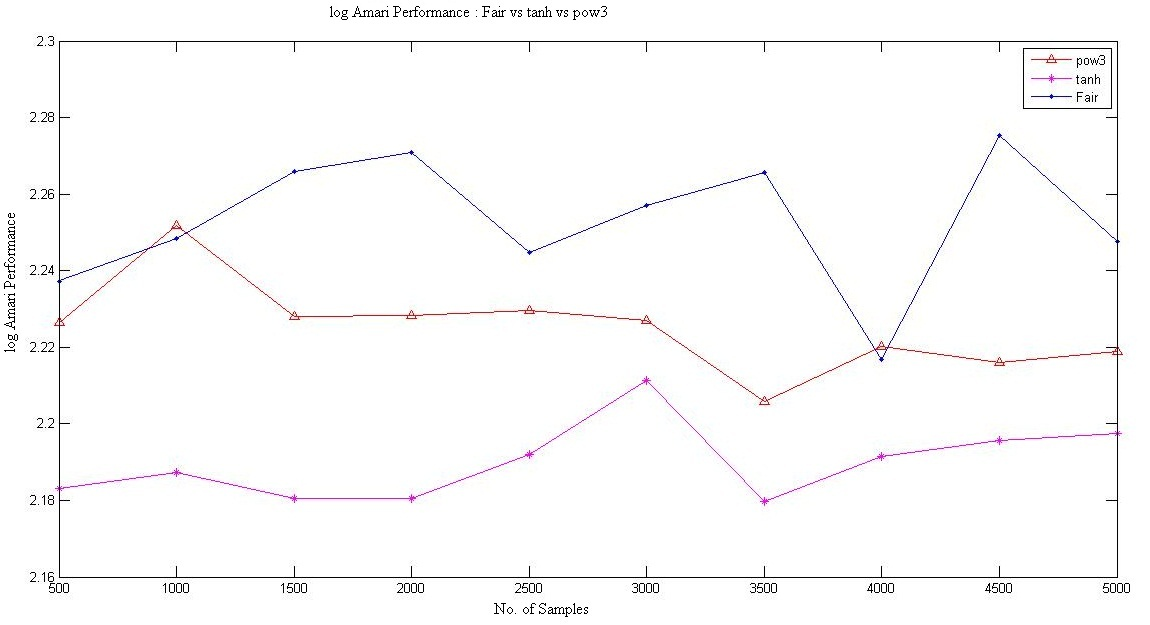 log Amari Performance : Fair vs tanh vs pow3
2.3
pow3
tanh
Fair
2.28
2.26
2.24
2.22
2.2
2.18
2.16
log Amari Performance
500 1000 1500 2000 2500 3000 3500 4000 4500 5000
No. of Samples